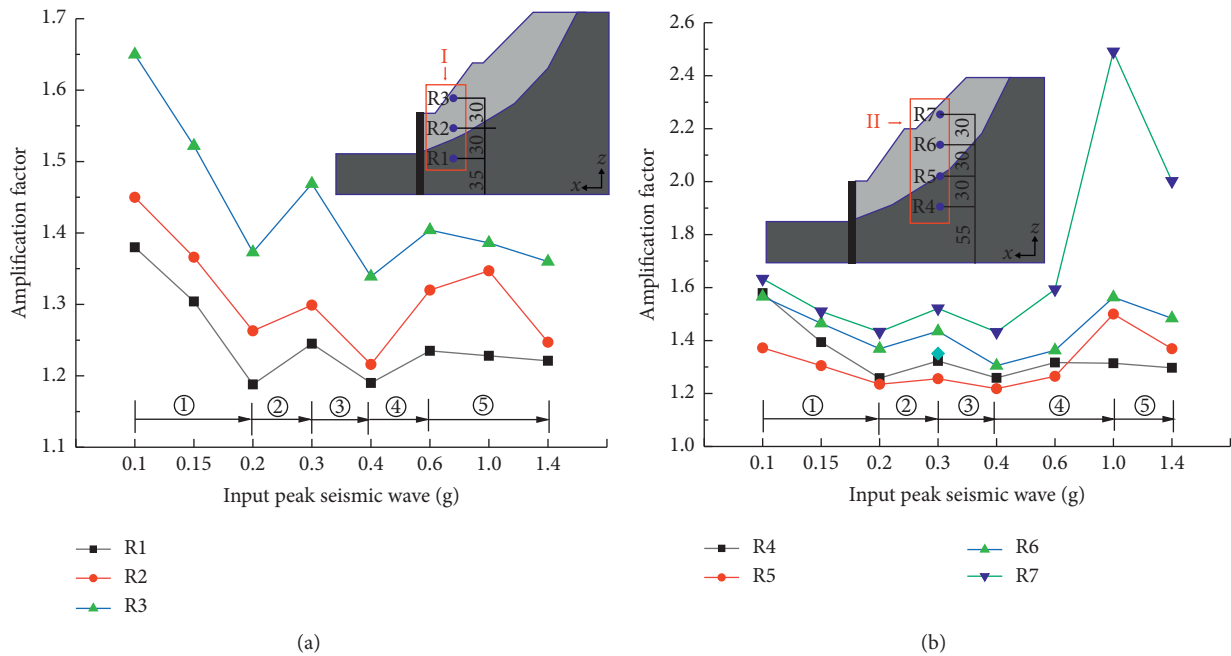 1.7
1.6
1.5
1.4
1.3
1.2
1.1
Amplification factor
I
R3
R2
R1
30
30
35
z
x
① ② ③ ④ ⑤
0.1 0.15 0.2 0.3 0.4 0.6 1.0 1.4
Input peak seismic wave (g)
R1
R2
R3
(a)
2.6
2.4
2.2
2.0
1.8
1.6
1.4
1.2
1.0
Amplification factor
II
R7
R6
R5
R4
30
30
30
55
z
x
① ② ③ ④ ⑤
0.1 0.15 0.2 0.3 0.4 0.6 1.0 1.4
Input peak seismic wave (g)
R4
R5
R6
R7
(b)